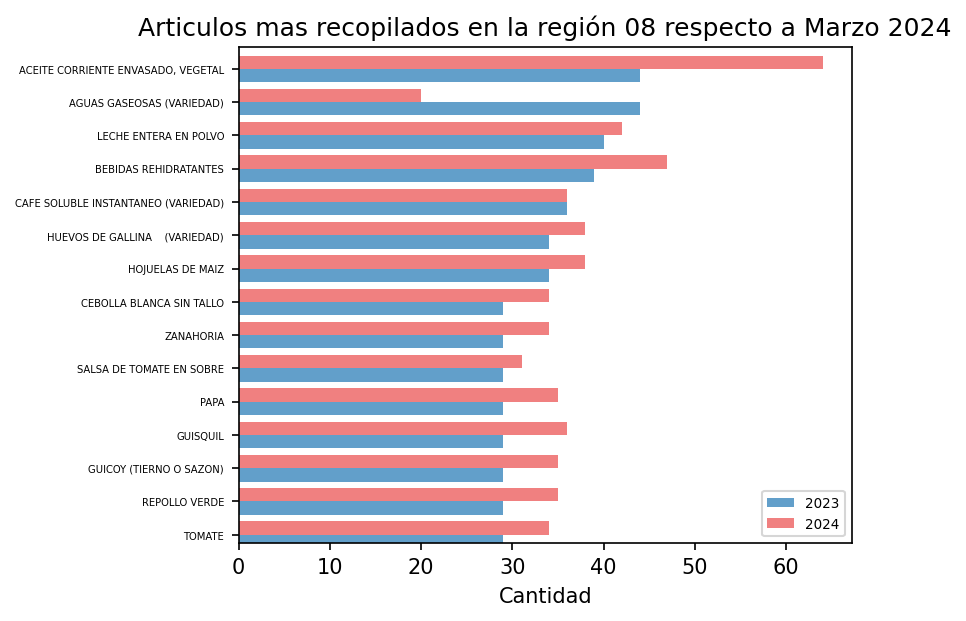 Articulos mas recopilados en la región 08 respecto a Marzo 2024
ACEITE CORRIENTE ENVASADO, VEGETAL
AGUAS GASEOSAS (VARIEDAD)
LECHE ENTERA EN POLVO
BEBIDAS REHIDRATANTES
CAFE SOLUBLE INSTANTANEO (VARIEDAD)
HUEVOS DE GALLINA    (VARIEDAD)
HOJUELAS DE MAIZ
CEBOLLA BLANCA SIN TALLO
ZANAHORIA
SALSA DE TOMATE EN SOBRE
PAPA
GUISQUIL
GUICOY (TIERNO O SAZON)
REPOLLO VERDE
TOMATE
2023
2024
0 10 20 30 40 50 60
Cantidad